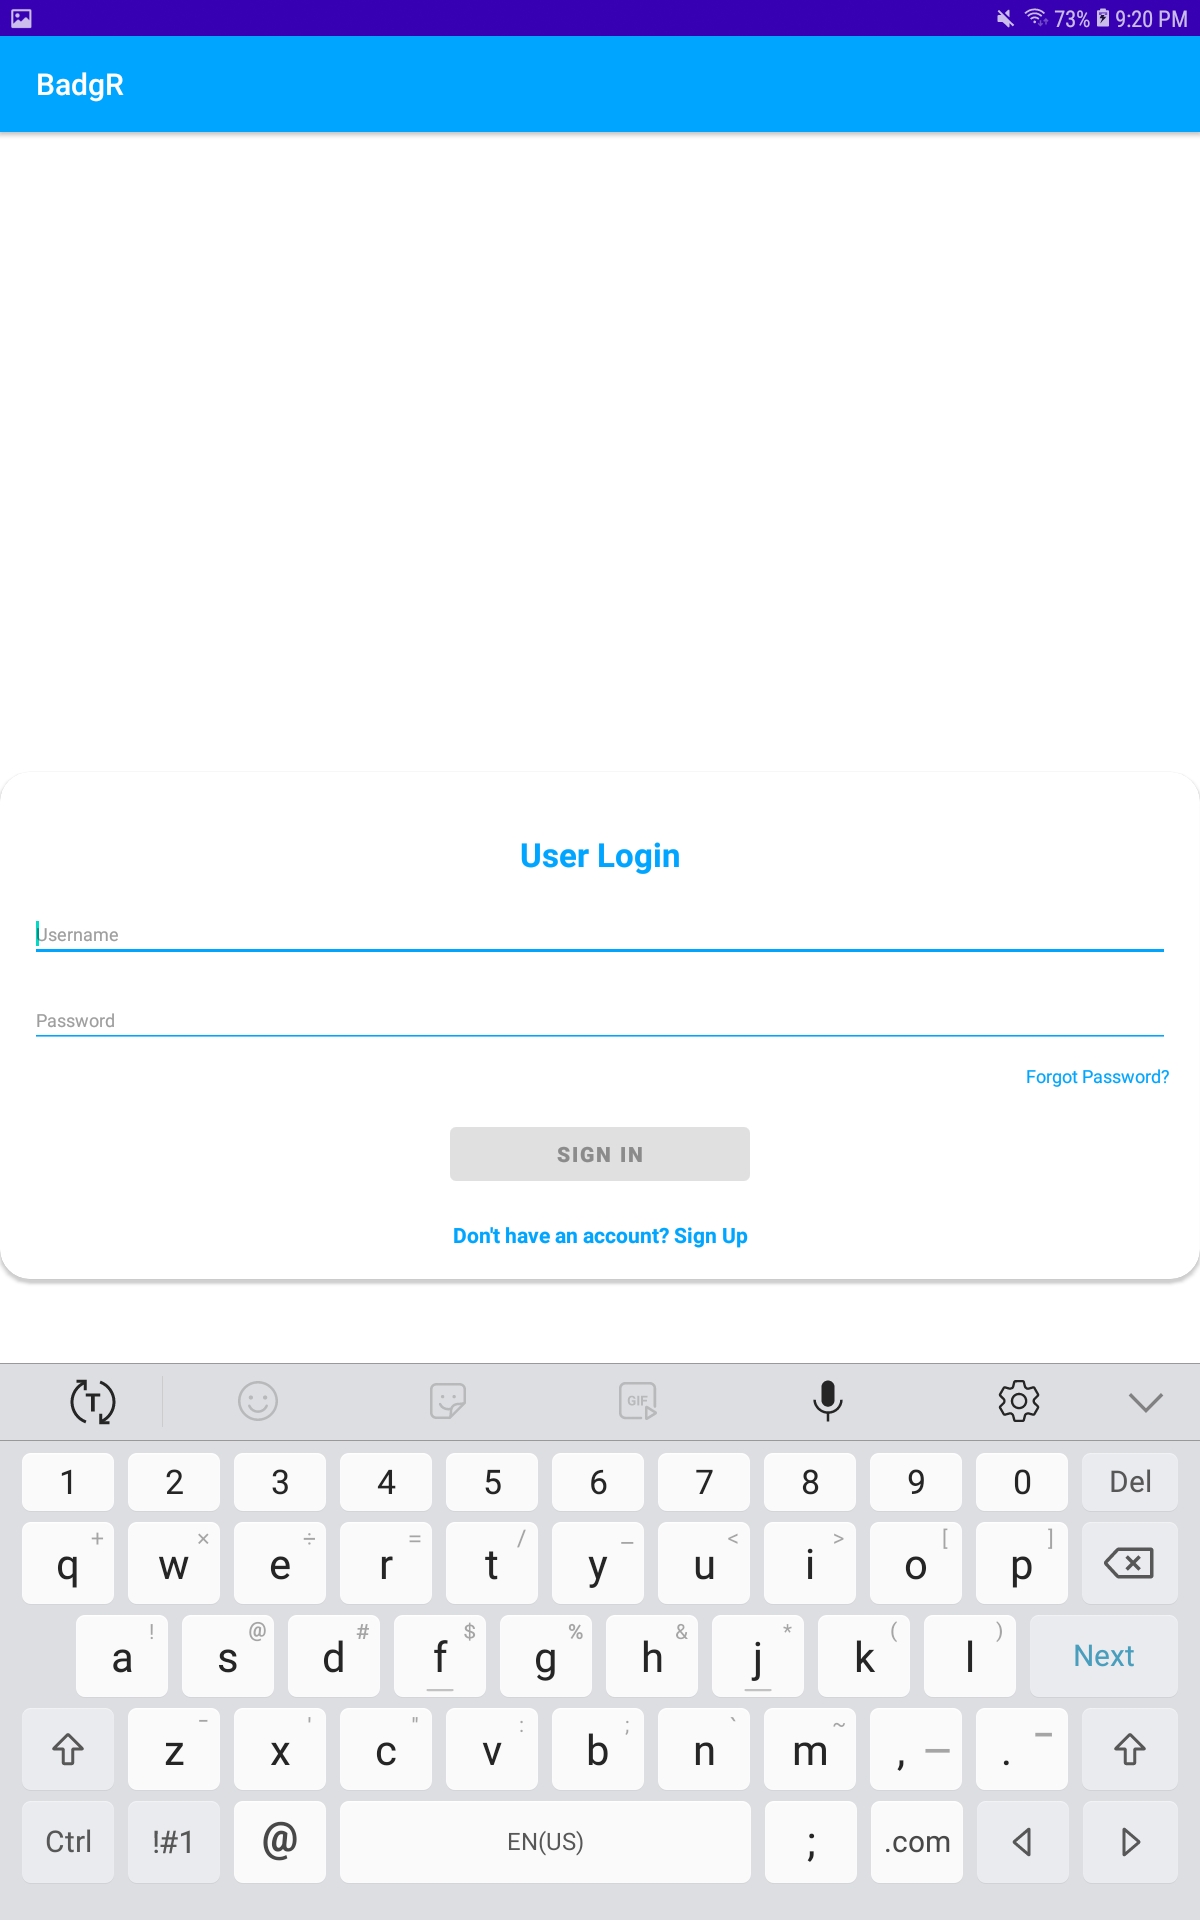 73% 9:20 PM
BadgR
User Login
Username
Password
Forgot Password?
SIGN IN
Don't have an account? Sign Up
T GIF
1 2 3 4 5 6 7 8 9 0 Del
+ × ÷ = / _ < > [ ]
q w e r t y u i o p
! @ # $ % & * ( )
a s d f g h j k l Next
- ' " : ; ` ~
z x c v b n m , .
Ctrl !#1 @ EN(US) ; .com